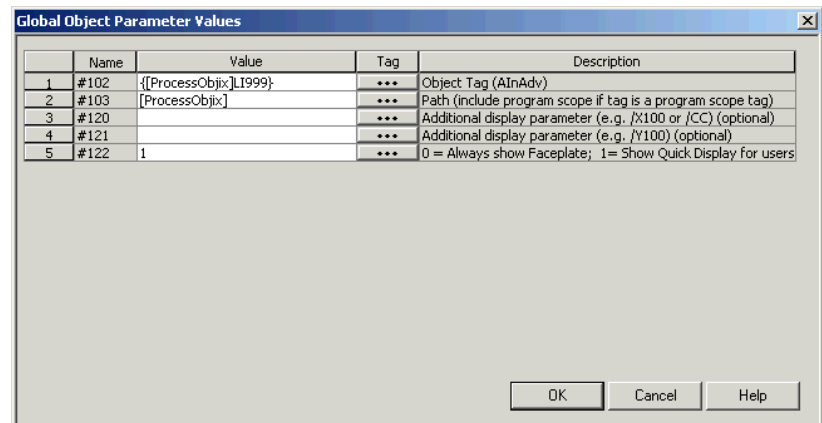 Global Object Parameter Values
Name Value Tag Description
1 #102 {[ProcessObjix]LI999} ••• Object Tag (AInAdv)
2 #103 [ProcessObjix] ••• Path (include program scope if tag is a program scope tag)
3 #120 ••• Additional display parameter (e.g. /X100 or /CC) (optional)
4 #121 ••• Additional display parameter (e.g. /Y100) (optional)
5 #122 1 ••• 0 = Always show Faceplate; 1= Show Quick Display for users
OK Cancel Help